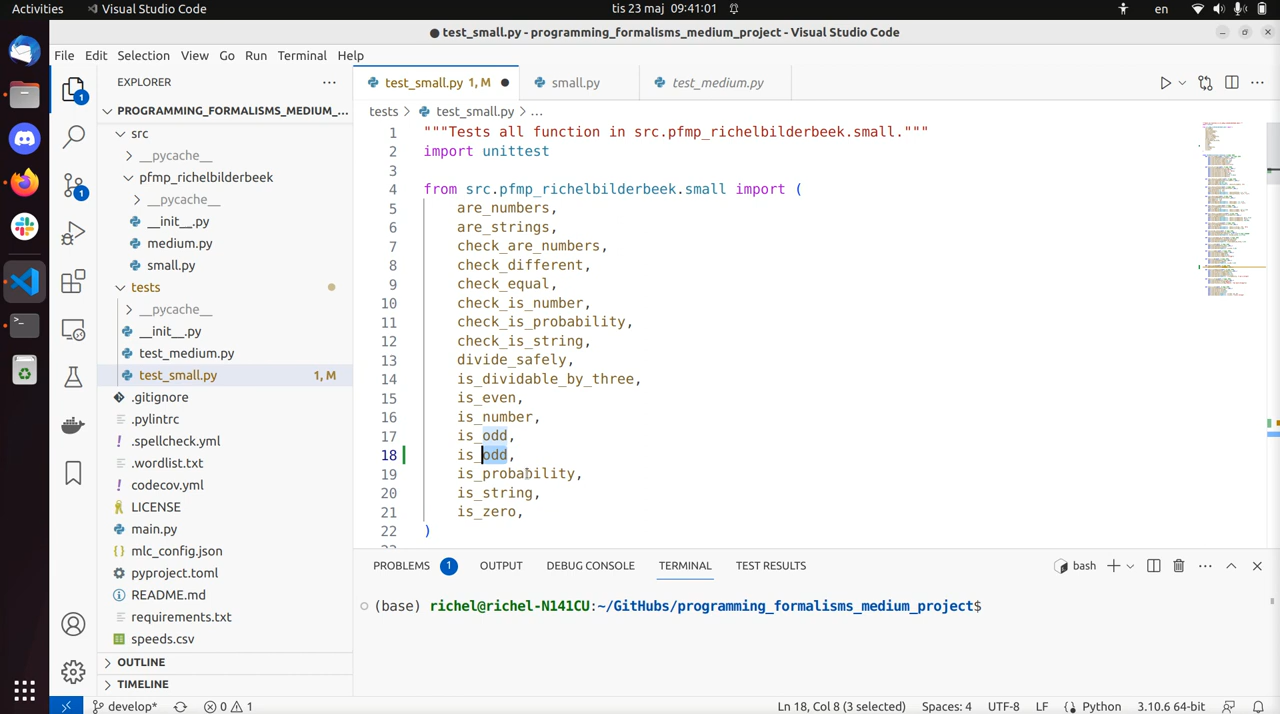 Activities
Visual Studio Code
tis 23 maj 09:41:01
en
test_small.py - programming_formalisms_medium_project - Visual Studio Code
File Edit Selection View Go Run Terminal Help
EXPLORER
test_small.py 1, M
small.py
test_medium.py
PROGRAMMING_FORMALISMS_MEDIUM_...
tests > test_small.py > ...
src
__pycache__
pfmp_richelbilderbeek
__pycache__
__init__.py
medium.py
small.py
tests
__pycache__
__init__.py
test_medium.py
test_small.py 1, M
.gitignore
.pylintrc
.spellcheck.yml
.wordlist.txt
codecov.yml
LICENSE
main.py
mlc_config.json
pyproject.toml
README.md
requirements.txt
speeds.csv
OUTLINE
TIMELINE
1 """Tests all function in src.pfmp_richelbilderbeek.small."""
2 import unittest
3
4 from src.pfmp_richelbilderbeek.small import (
5 are_numbers,
6 are_strings,
7 check_are_numbers,
8 check_different,
9 check_equal,
10 check_is_number,
11 check_is_probability,
12 check_is_string,
13 divide_safely,
14 is_dividable_by_three,
15 is_even,
16 is_number,
17 is_odd,
18 is_odd,
19 is_probability,
20 is_string,
21 is_zero,
22 )
PROBLEMS 1 OUTPUT DEBUG CONSOLE TERMINAL TEST RESULTS
bash
(base) richel@richel-N141CU:~/GitHubs/programming_formalisms_medium_project$
1
1
develop* 0 1
Ln 18, Col 8 (3 selected) Spaces: 4 UTF-8 LF Python 3.10.6 64-bit